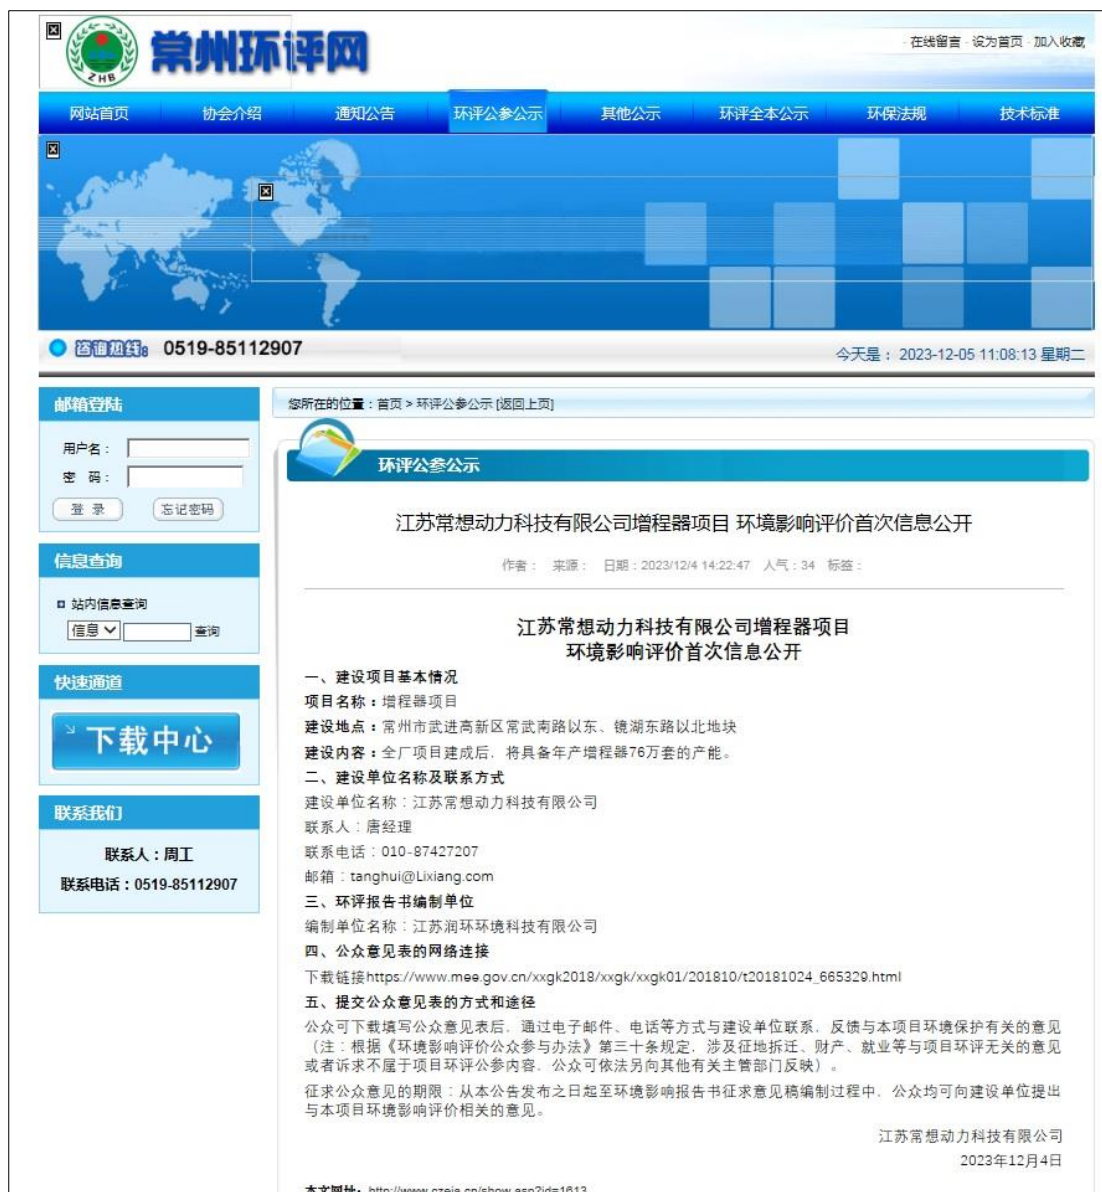 ZHB
常州环评网
在线留言 - 设为首页 - 加入收藏
网站首页 协会介绍 通知公告 环评公参公示 其他公示 环评全本公示 环保法规 技术标准
咨询热线: 0519-85112907
今天是: 2023-12-05 11:08:13 星期二
邮箱登陆
用户名:
密 码:
登 录 忘记密码
信息查询
站内信息查询
信息 查询
快速通道
下载中心
联系我们
联系人:周工
联系电话:0519-85112907
您所在的位置:首页 > 环评公参公示 [返回上页]
环评公参公示
江苏常想动力科技有限公司增程器项目 环境影响评价首次信息公开
作者: 来源: 日期:2023/12/4 14:22:47 人气:34 标签:
江苏常想动力科技有限公司增程器项目
环境影响评价首次信息公开
一、建设项目基本情况
项目名称:增程器项目
建设地点:常州市武进高新区常武南路以东、镜湖东路以北地块
建设内容:全厂项目建成后,将具备年产增程器76万套的产能。
二、建设单位名称及联系方式
建设单位名称:江苏常想动力科技有限公司
联系人:唐经理
联系电话:010-87427207
邮箱:tanghui@Lixiang.com
三、环评报告书编制单位
编制单位名称:江苏润环环境科技有限公司
四、公众意见表的网络连接
下载链接https://www.mee.gov.cn/xxgk2018/xxgk/xxgk01/201810/t20181024_665329.html
五、提交公众意见表的方式和途径
公众可下载填写公众意见表后,通过电子邮件、电话等方式与建设单位联系,反馈与本项目环境保护有关的意见
(注:根据《环境影响评价公众参与办法》第三十条规定,涉及征地拆迁、财产、就业等与项目环评无关的意见
或者诉求不属于项目环评公参内容,公众可依法另向其他有关主管部门反映)。
征求公众意见的期限:从本公告发布之日起至环境影响报告书征求意见稿编制过程中,公众均可向建设单位提出
与本项目环境影响评价相关的意见。
江苏常想动力科技有限公司
2023年12月4日
本文网址: http://www.czeia.cn/show.asp?id=1613